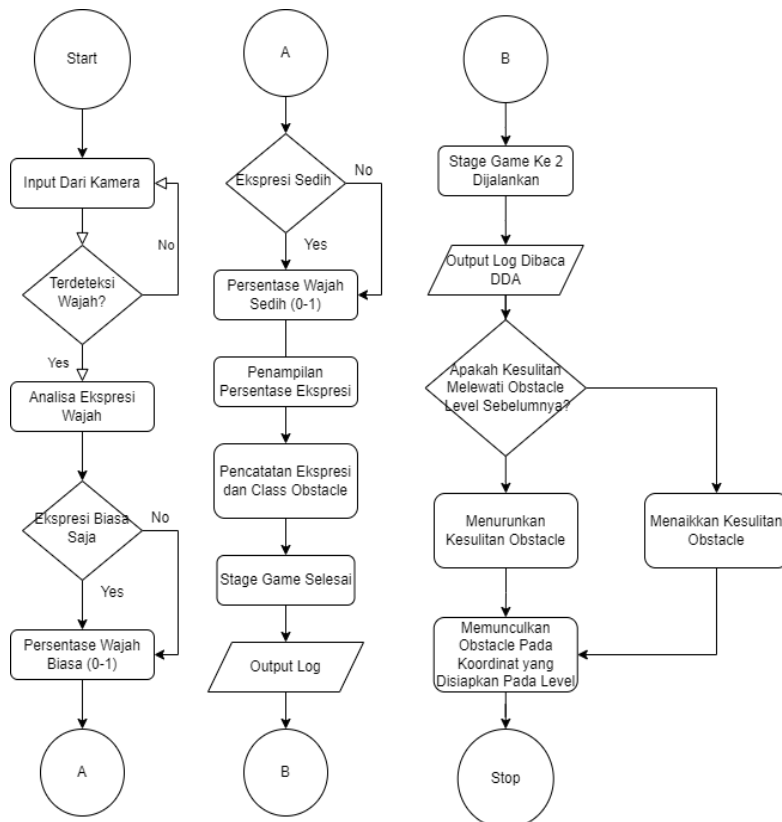 Start
Input Dari Kamera
No
Terdeteksi
Wajah?
Yes
Analisa Ekspresi
Wajah
Ekspresi Biasa
Saja
No
Yes
Persentase Wajah
Biasa (0-1)
A
A
Ekspresi Sedih
No
Yes
Persentase Wajah
Sedih (0-1)
Penampilan
Persentase Ekspresi
Pencatatan Ekspresi
dan Class Obstacle
Stage Game Selesai
Output Log
B
B
Stage Game Ke 2
Dijalankan
Output Log Dibaca
DDA
Apakah Kesulitan
Melewati Obstacle
Level Sebelumnya?
Menurunkan
Kesulitan Obstacle
Menaikkan Kesulitan
Obstacle
Memunculkan
Obstacle Pada
Koordinat yang
Disiapkan Pada Level
Stop